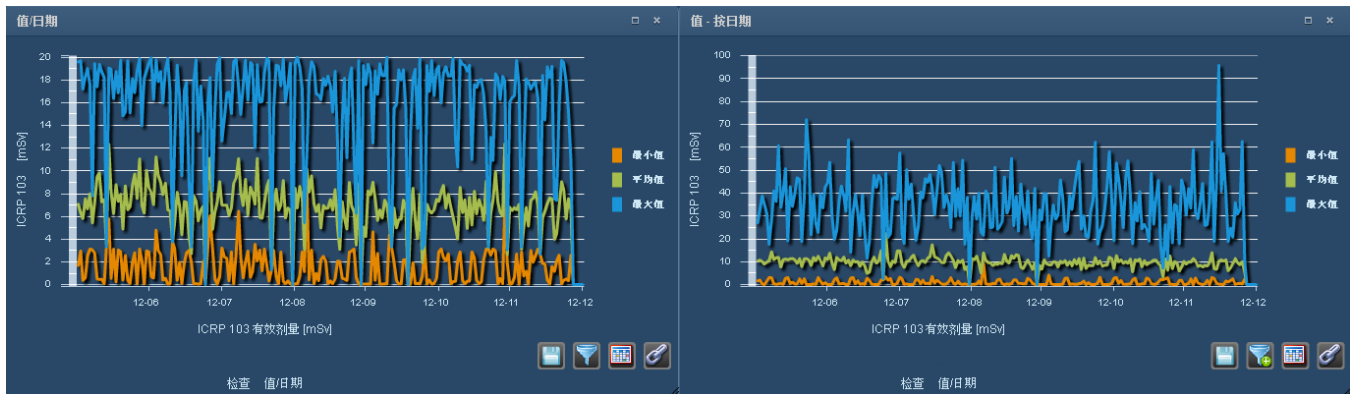 值/日期
20
18
16
14
12
10
8
6
4
2
0
ICRP 103 [mSv]
12-06 12-07 12-08 12-09 12-10 12-11 12-12
ICRP 103 有效剂量 [mSv]
最小值
平均值
最大值
检查 值/日期
值 - 按日期
100
90
80
70
60
50
40
30
20
10
0
ICRP 103 [mSv]
12-06 12-07 12-08 12-09 12-10 12-11 12-12
ICRP 103 有效剂量 [mSv]
最小值
平均值
最大值
检查 值/日期